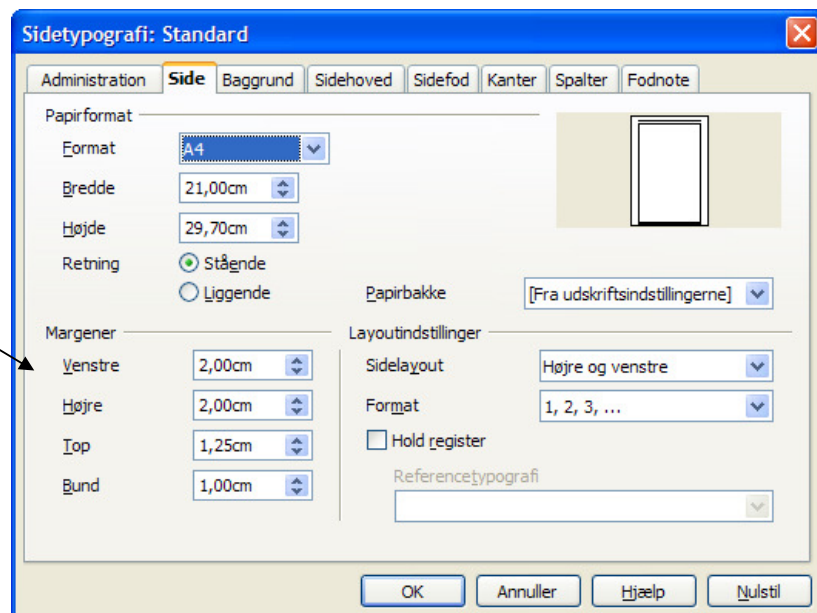 Sidetypografi: Standard
Administration Side Baggrund Sidehoved Sidefod Kanter Spalter Fodnote
Papirformat
Format A4
Bredde 21,00cm
Højde 29,70cm
Retning Stående
Liggende Papirbakke [Fra udskriftsindstillingerne]
Margener Layoutindstillinger
Venstre 2,00cm Sidelayout Højre og venstre
Højre 2,00cm Format 1, 2, 3, ...
Top 1,25cm Hold register
Bund 1,00cm Referencetypografi
OK Annuller Hjælp Nulstil